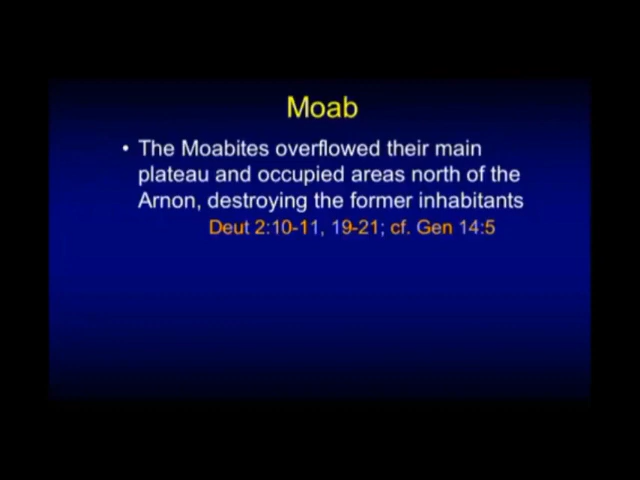 Moab
• The Moabites overflowed their main
plateau and occupied areas north of the
Arnon, destroying the former inhabitants
Deut 2:10-11, 19-21; cf. Gen 14:5